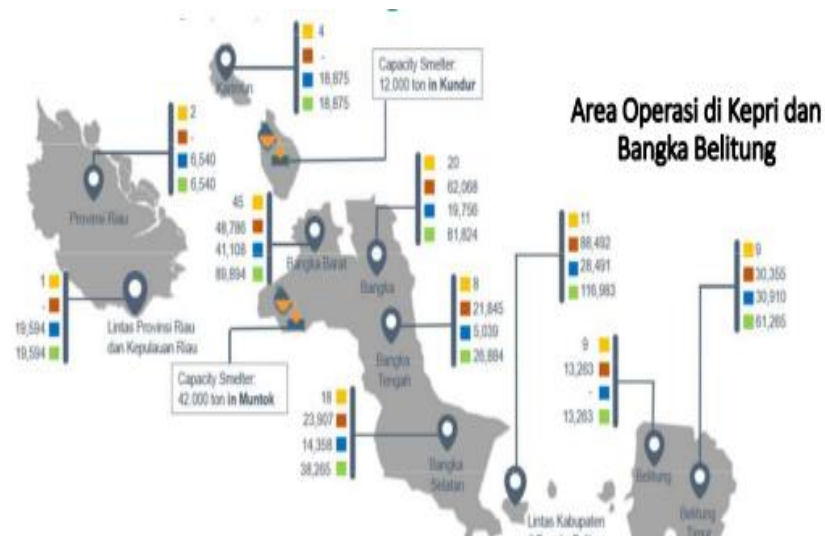 Area Operasi di Kepri dan
Bangka Belitung
4
-
18,875
18,875
Karimun
Capacity Smelter:
12.000 ton in Kundur
2
-
6,540
6,540
Provinsi Riau
1
-
19,594
19,594
Lintas Provinsi Riau
dan Kepulauan Riau
45
48,786
41,108
89,894
Bangka Barat
20
62,068
19,756
81,824
Bangka
8
21,845
5,039
26,884
Bangka
Tengah
Capacity Smelter:
42.000 ton in Muntok
18
23,907
14,358
38,265
Bangka
Selatan
11
88,492
28,491
116,983
Lintas Kabupaten
9
13,263
-
13,263
Belitung
9
30,355
30,910
61,265
Belitung
Timur